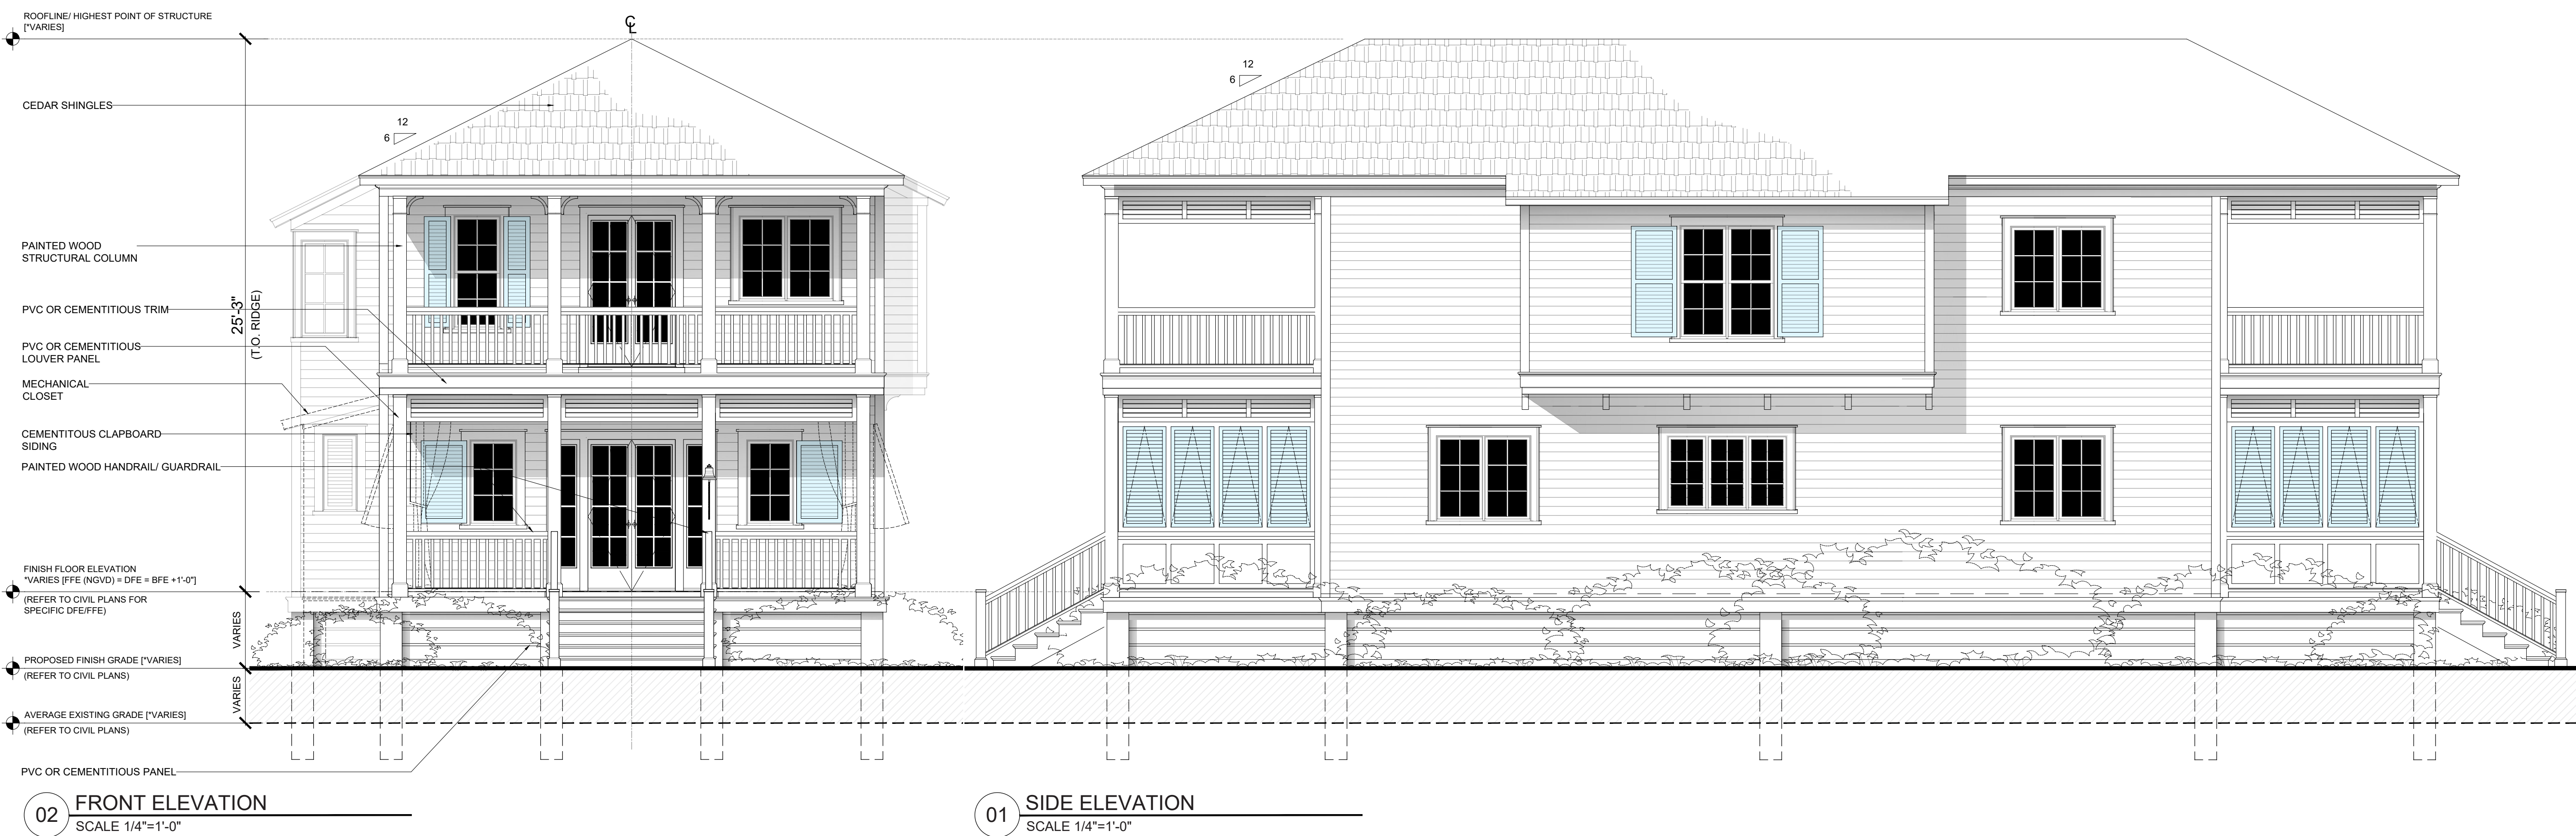 ROOFLINE/ HIGHEST POINT OF STRUCTURE
[*VARIES]
℄
12
6
12
6
CEDAR SHINGLES
PAINTED WOOD
STRUCTURAL COLUMN
25'-3"
(T.O. RIDGE)
PVC OR CEMENTITIOUS TRIM
PVC OR CEMENTITIOUS
LOUVER PANEL
MECHANICAL
CLOSET
CEMENTITOUS CLAPBOARD
SIDING
PAINTED WOOD HANDRAIL/ GUARDRAIL
FINISH FLOOR ELEVATION
*VARIES [FFE (NGVD) = DFE = BFE +1'-0"]
(REFER TO CIVIL PLANS FOR
SPECIFIC DFE/FFE)
VARIES
PROPOSED FINISH GRADE [*VARIES]
(REFER TO CIVIL PLANS)
VARIES
AVERAGE EXISTING GRADE [*VARIES]
(REFER TO CIVIL PLANS)
PVC OR CEMENTITIOUS PANEL
02 FRONT ELEVATION
SCALE 1/4"=1'-0"
01 SIDE ELEVATION
SCALE 1/4"=1'-0"